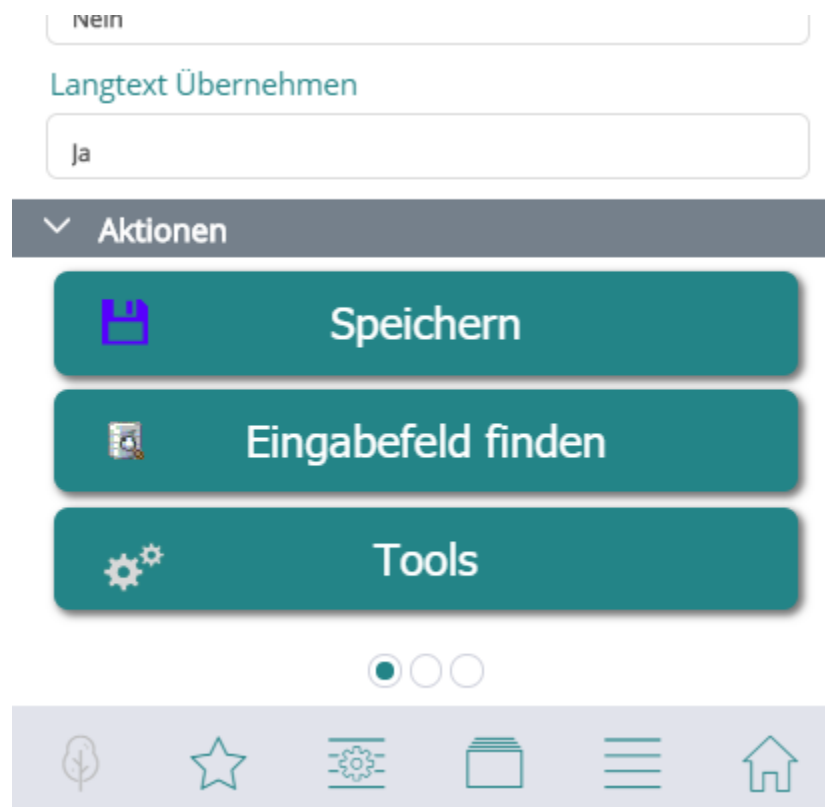 Nein
Langtext Übernehmen
Ja
Aktionen
Speichern
Eingabefeld finden
Tools